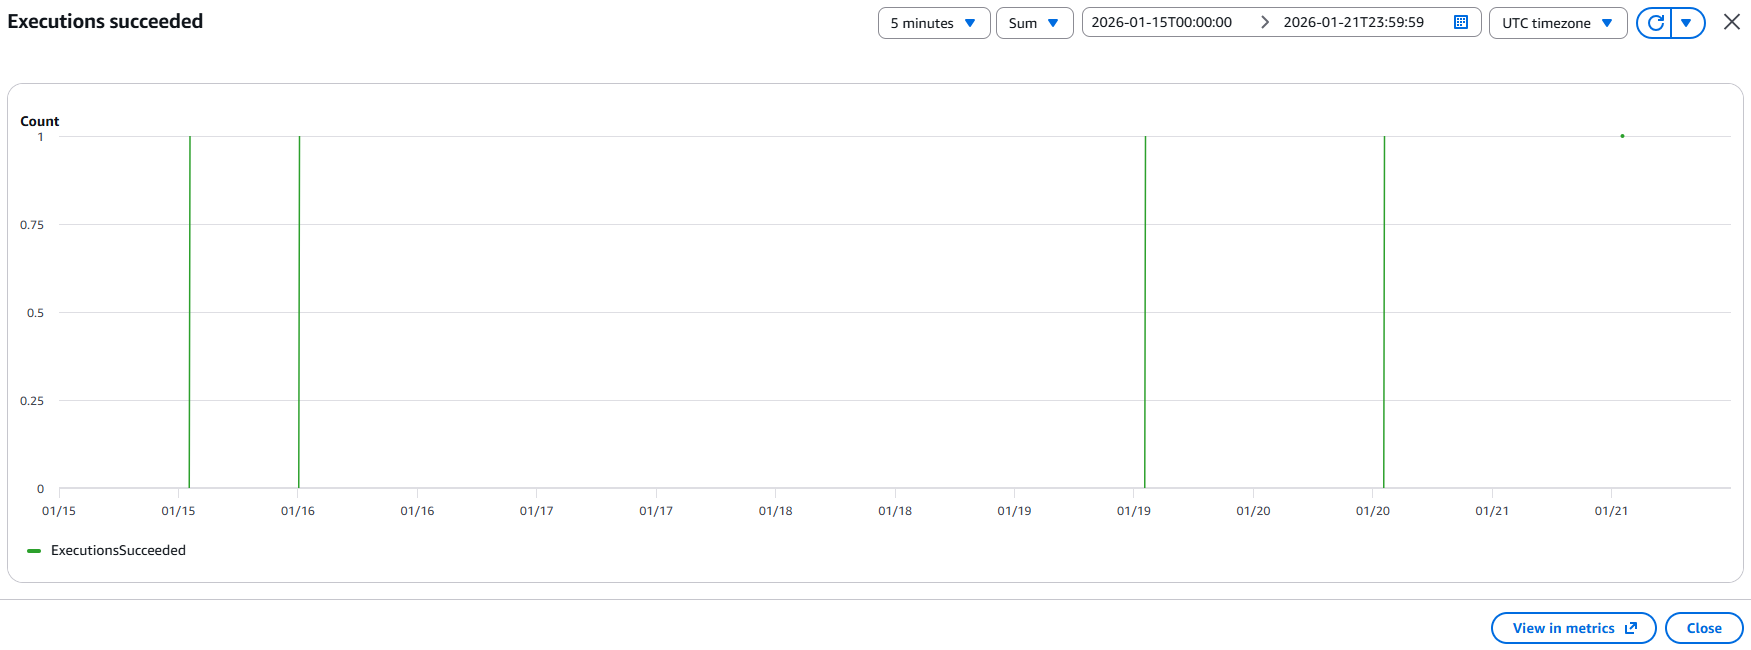 Executions succeeded
5 minutes Sum 2026-01-15T00:00:00 2026-01-21T23:59:59 UTC timezone
Count
1
0.75
0.5
0.25
0
01/15 01/15 01/16 01/16 01/17 01/17 01/18 01/18 01/19 01/19 01/20 01/20 01/21 01/21
ExecutionsSucceeded
View in metrics Close